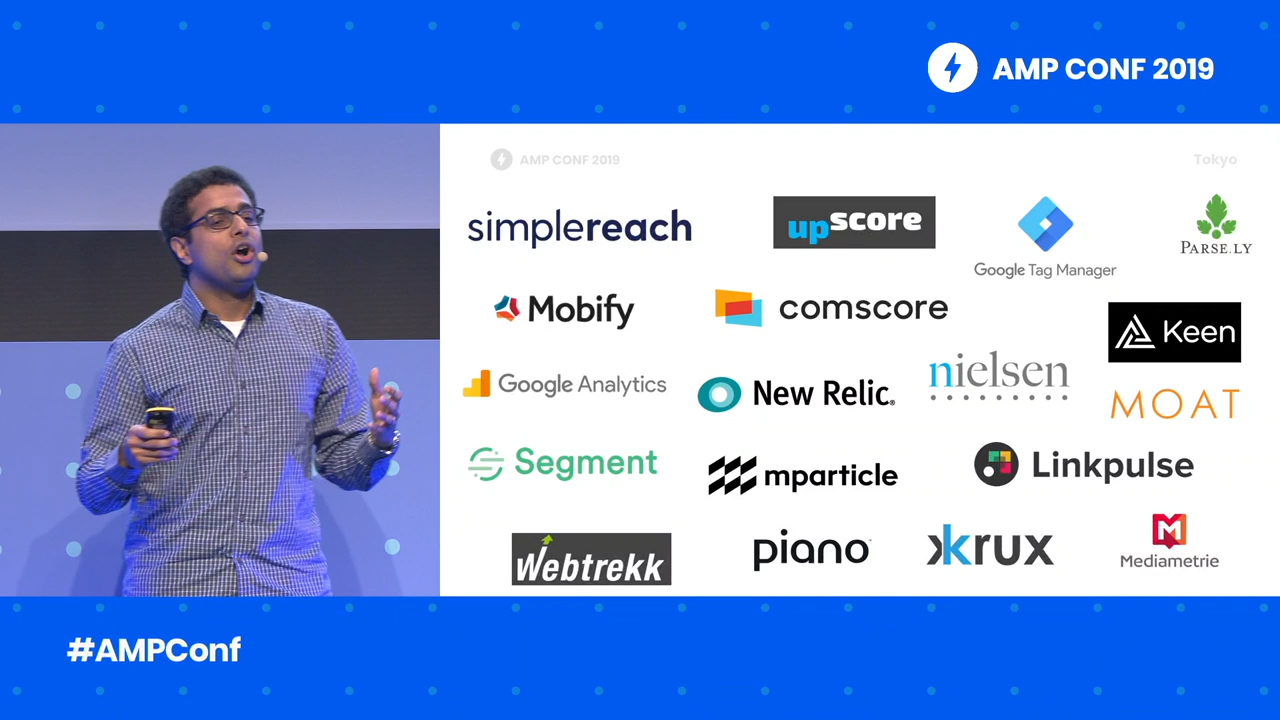 AMP CONF 2019
AMP CONF 2019
Tokyo
simplereach
upscore
Google Tag Manager
PARSE.LY
Mobify
comscore
Keen
Google Analytics
New Relic®
nielsen
MOAT
Segment
mparticle
Linkpulse
Webtrekk
piano
krux
Mediametrie
#AMPConf